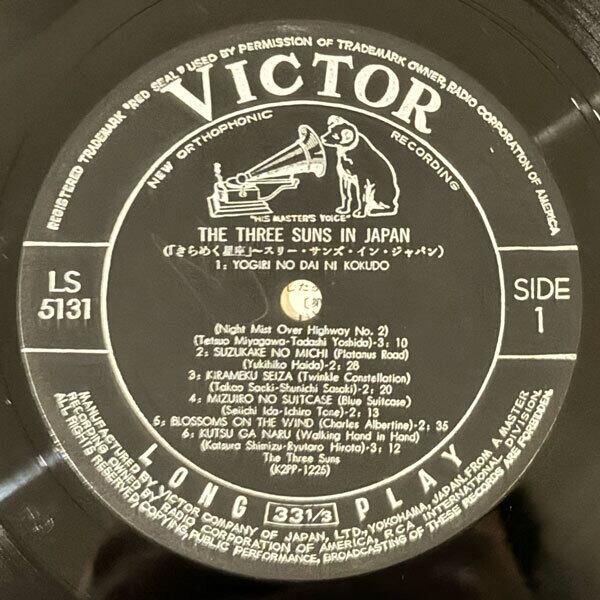 REGISTERED TRADEMARK "RED SEAL" USED BY PERMISSION OF TRADEMARK OWNER, RADIO CORPORATION OF AMERICA
VICTOR
NEW ORTHOPHONIC RECORDING
"HIS MASTER'S VOICE"
THE THREE SUNS IN JAPAN
(「きらめく星座」～スリー・サンズ・イン・ジャパン)
1: YOGIRI NO DAI NI KOKUDO
LS
5131
SIDE
1
(Night Mist Over Highway No. 2)
(Tetsuo Miyagawa-Tadashi Yoshida)-3: 10
2: SUZUKAKE NO MICHI (Platanus Road)
(Yukihiko Haida)-2: 28
3: KIRAMEKU SEIZA (Twinkle Constellation)
(Takao Saeki-Shunichi Sasaki)-2: 20
4: MIZUIRO NO SUITCASE (Blue Suitcase)
(Seiichi Ida-Ichiro Tone)-2: 13
5: BLOSSOMS ON THE WIND (Charles Albertine)-2: 35
6: KUTSU GA NARU (Walking Hand in Hand)
(Katsura Shimizu-Ryutaro Hirota)-3: 12
The Three Suns
(K2PP-1225)
LONG 33 1/3 PLAY
MANUFACTURED BY VICTOR COMPANY OF JAPAN, LTD., YOKOHAMA, JAPAN, FROM A MASTER
RECORDING OWNED BY RADIO CORPORATION OF AMERICA, RCA INTERNATIONAL DIVISION.
ALL RIGHTS RESERVED, COPYING, PUBLIC PERFORMANCE, BROADCASTING OF THESE RECORDS ARE FORBIDDEN.